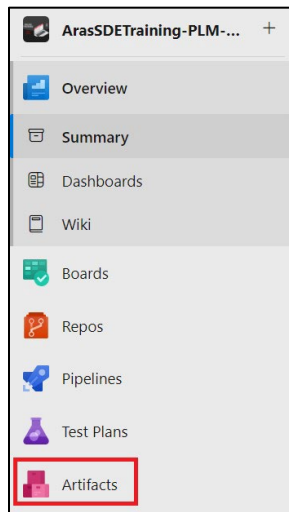 ArasSDETraining-PLM-... +
Overview
Summary
Dashboards
Wiki
Boards
Repos
Pipelines
Test Plans
Artifacts